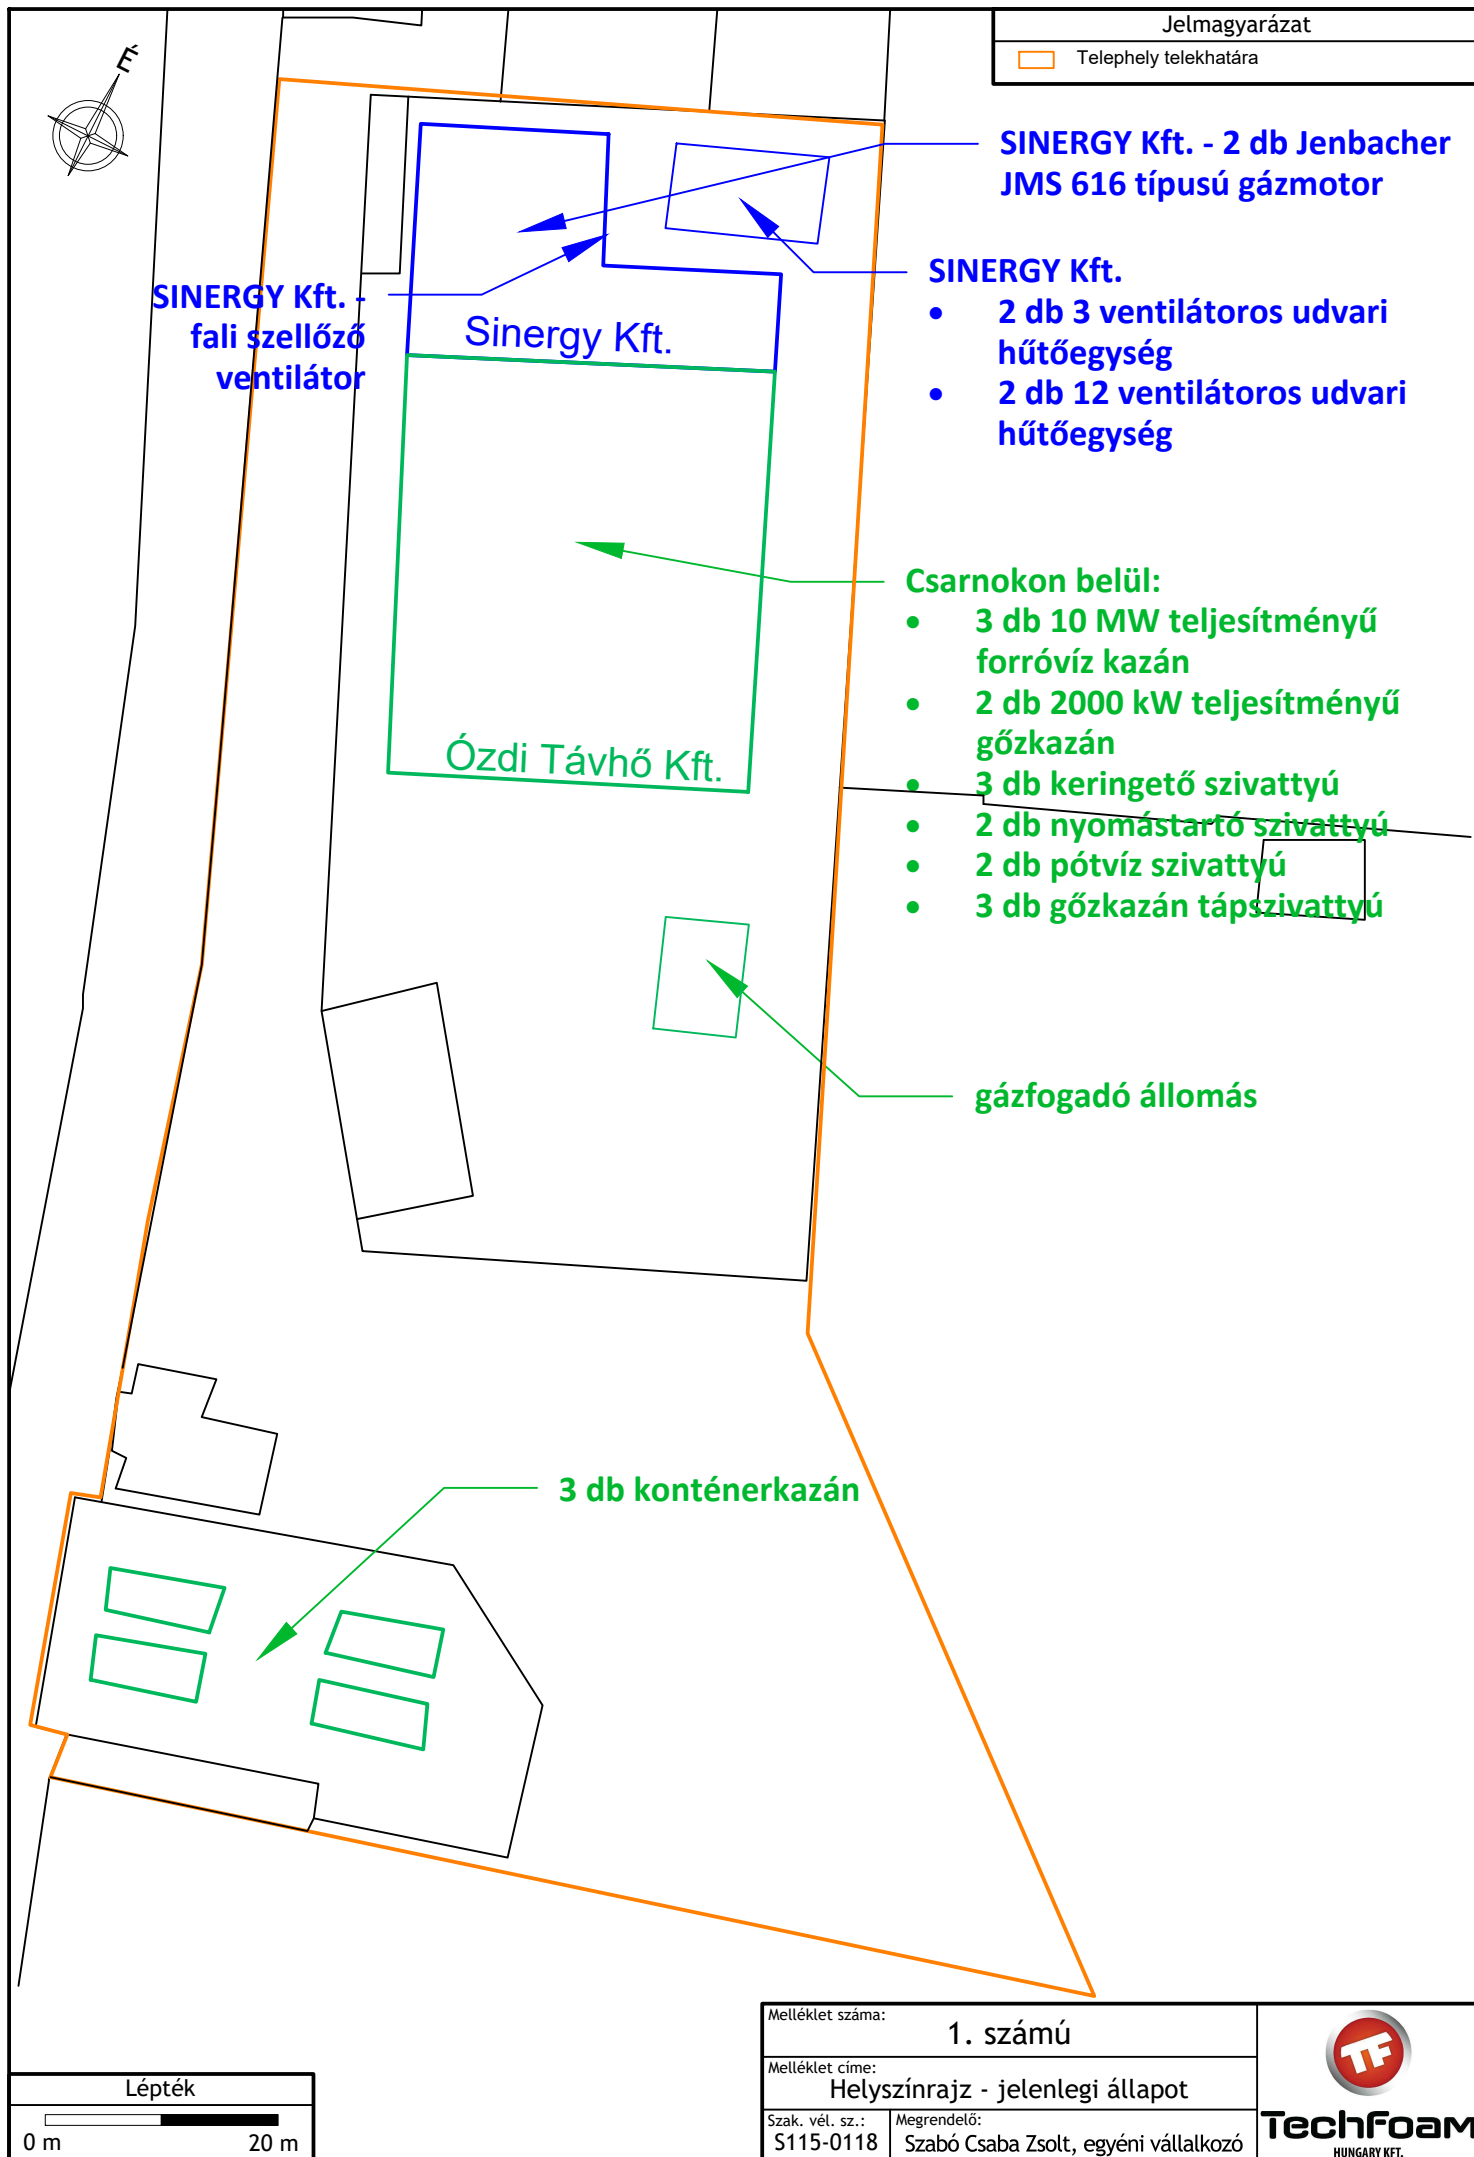 Jelmagyarázat
Telephely telekhatára
É
SINERGY Kft. - 2 db Jenbacher
JMS 616 típusú gázmotor
SINERGY Kft.
• 2 db 3 ventilátoros udvari
hűtőegység
• 2 db 12 ventilátoros udvari
hűtőegység
SINERGY Kft. -
fali szellőző
ventilátor
Sinergy Kft.
Csarnokon belül:
• 3 db 10 MW teljesítményű
forróvíz kazán
• 2 db 2000 kW teljesítményű
gőzkazán
• 3 db keringető szivattyú
• 2 db nyomástartó szivattyú
• 2 db pótvíz szivattyú
• 3 db gőzkazán tápszivattyú
Ózdi Távhő Kft.
gázfogadó állomás
3 db konténerkazán
Lépték
0 m 20 m
Melléklet száma:
1. számú
Melléklet címe:
Helyszínrajz - jelenlegi állapot
Szak. vél. sz.:
S115-0118
Megrendelő:
Szabó Csaba Zsolt, egyéni vállalkozó
TF
TechFoam
HUNGARY KFT.